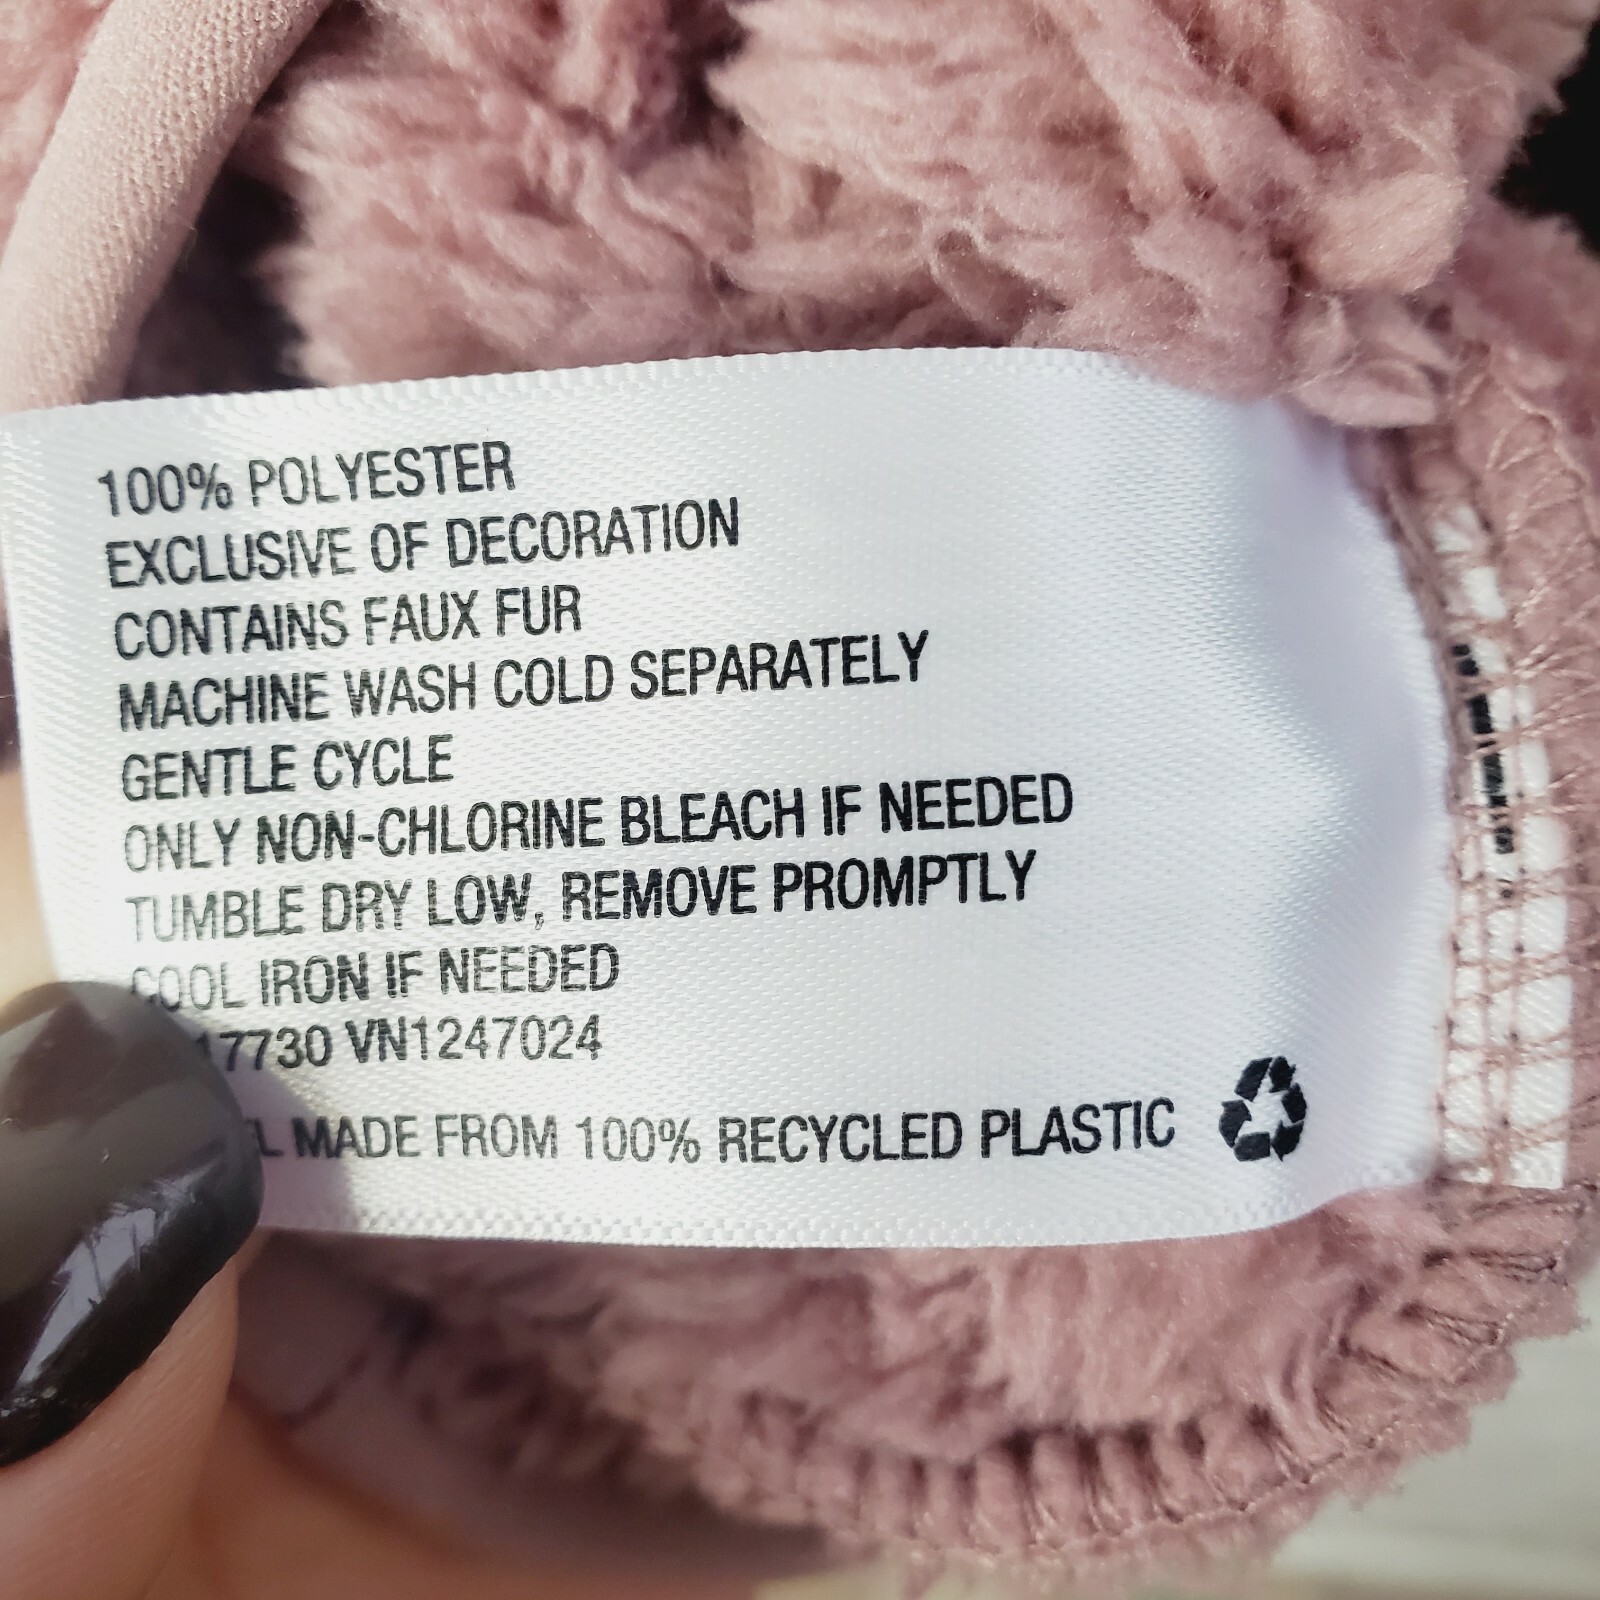 100% POLYESTER
EXCLUSIVE OF DECORATION
CONTAINS FAUX FUR
MACHINE WASH COLD SEPARATELY
GENTLE CYCLE
ONLY NON-CHLORINE BLEACH IF NEEDED
TUMBLE DRY LOW, REMOVE PROMPTLY
COOL IRON IF NEEDED
17730 VN1247024
MADE FROM 100% RECYCLED PLASTIC